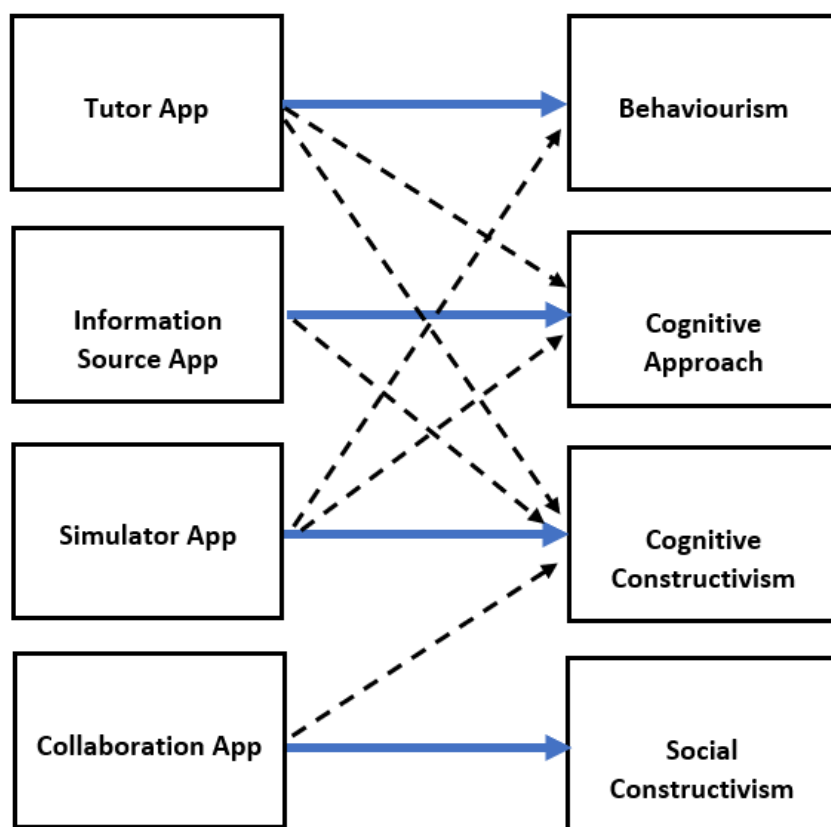 Tutor App
Behaviourism
Information
Source App
Cognitive
Approach
Simulator App
Cognitive
Constructivism
Collaboration App
Social
Constructivism